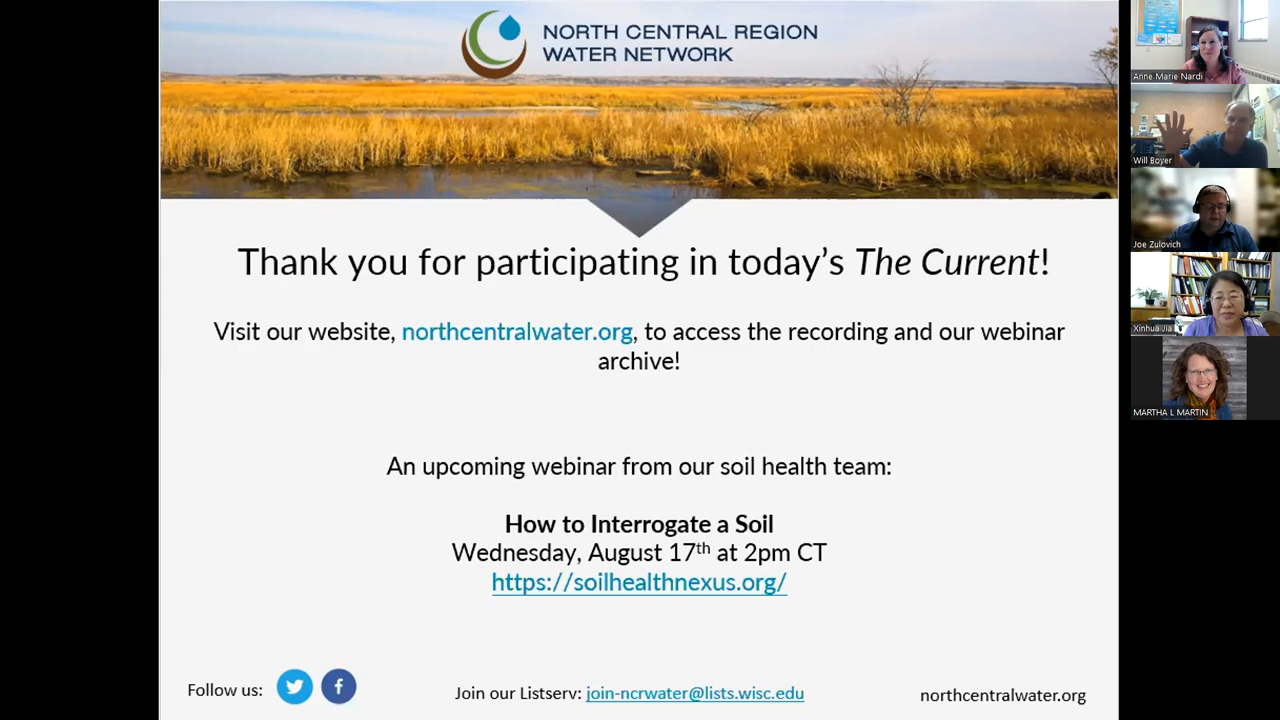 NORTH CENTRAL REGION
WATER NETWORK
Thank you for participating in today's The Current!
Visit our website, northcentralwater.org, to access the recording and our webinar
archive!
An upcoming webinar from our soil health team:
How to Interrogate a Soil
Wednesday, August 17th at 2pm CT
https://soilhealthnexus.org/
Follow us:
Join our Listserv: join-ncrwater@lists.wisc.edu
northcentralwater.org
Anne Marie Nardi
Will Boyer
Joe Zulovich
Xinhua Jia
MARTHA L MARTIN